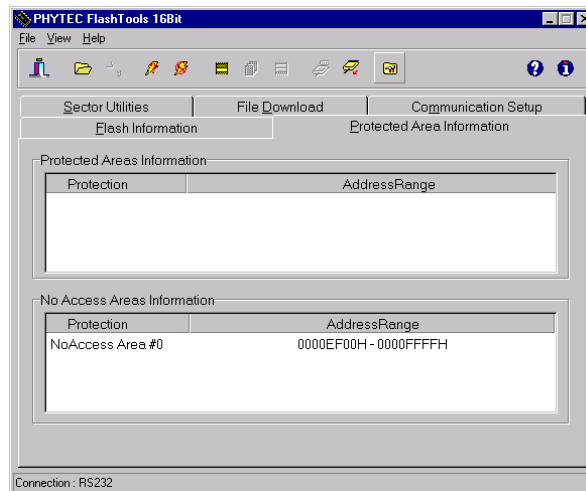 PHYTEC FlashTools 16Bit
File View Help
Sector Utilities File Download Communication Setup
Flash Information Protected Area Information
Protected Areas Information
Protection AddressRange
No Access Areas Information
Protection AddressRange
NoAccess Area #0 0000EF00H - 0000FFFFH
Connection : RS232